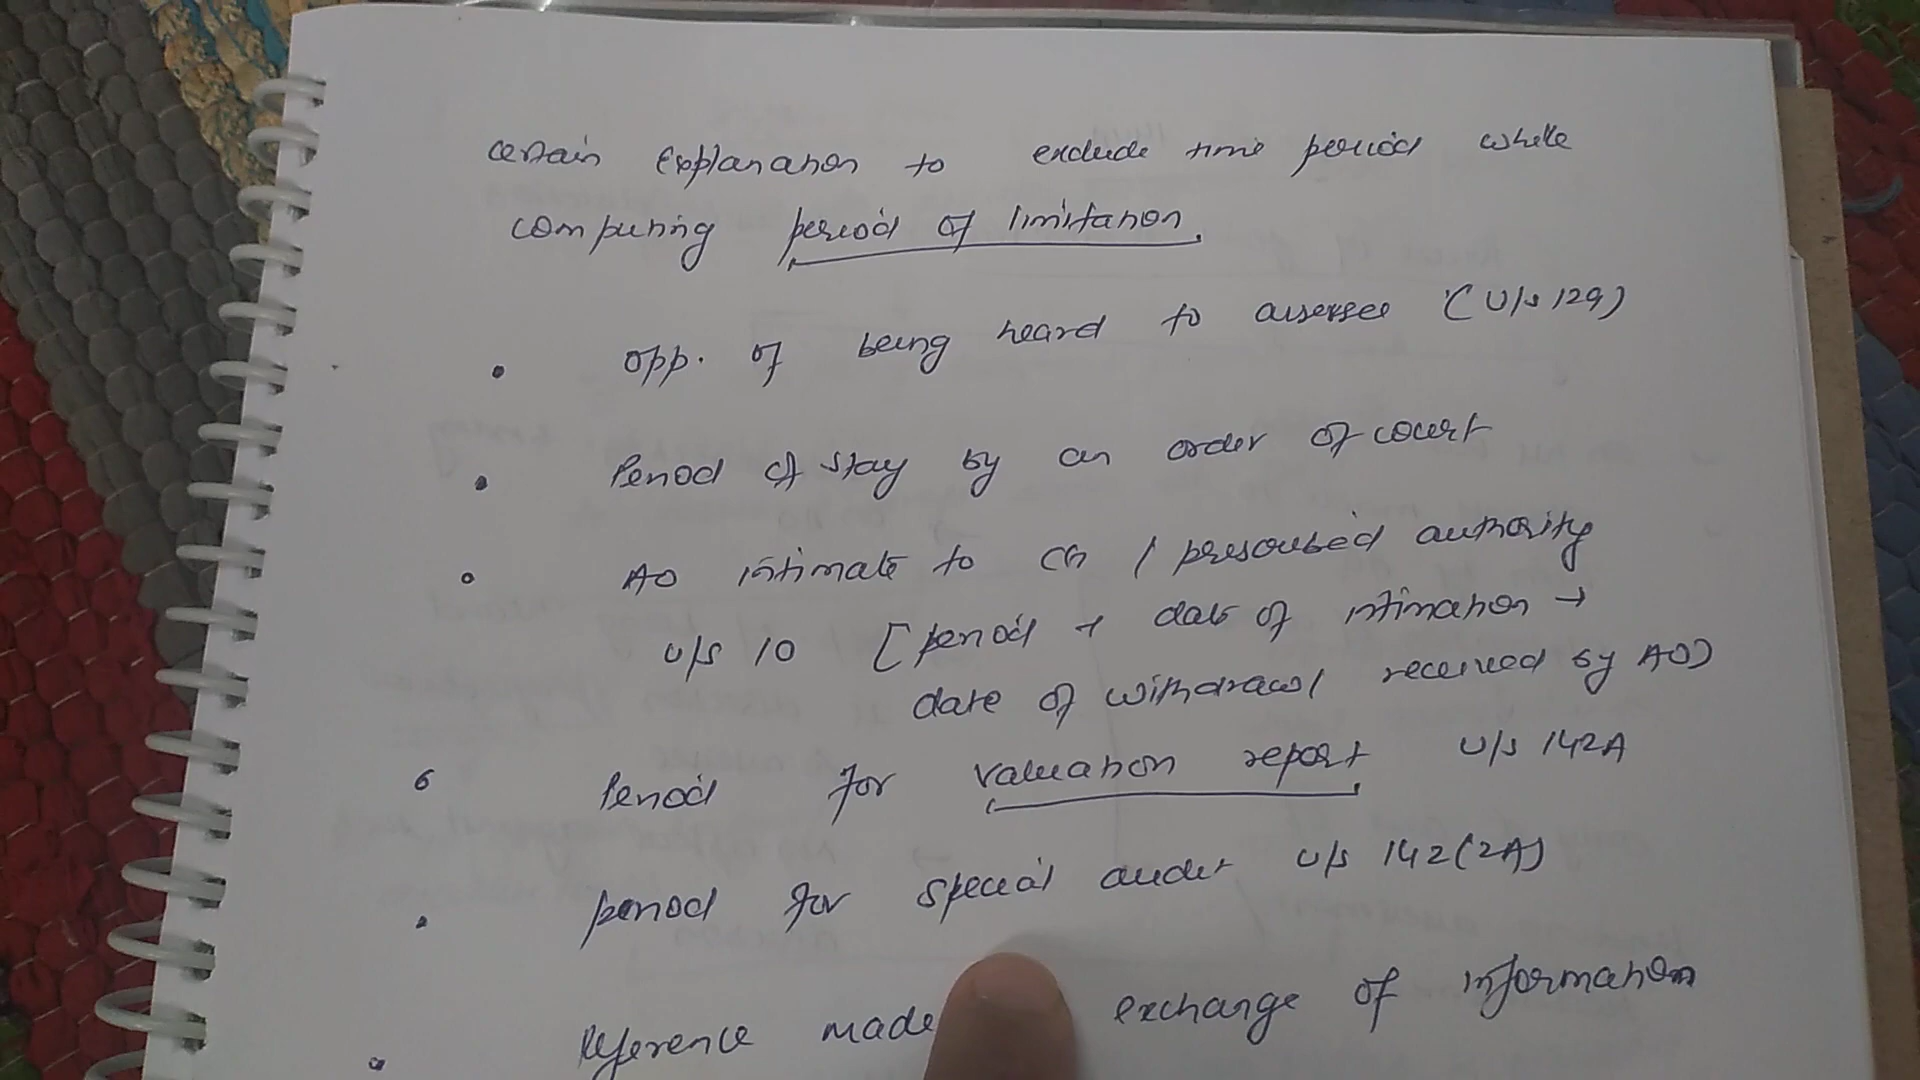 certain Explanation to exclude time period while
computing period of limitation.
• opp. of being heard to assessee (U/s 129)
• Period of stay by an order of court
• AO intimate to CG / prescribed authority
u/s 10 [period → date of intimation →
date of withdrawl received by AO]
• Period for valuation report u/s 142A
• period for special audit u/s 142(2A)
• Reference made exchange of information